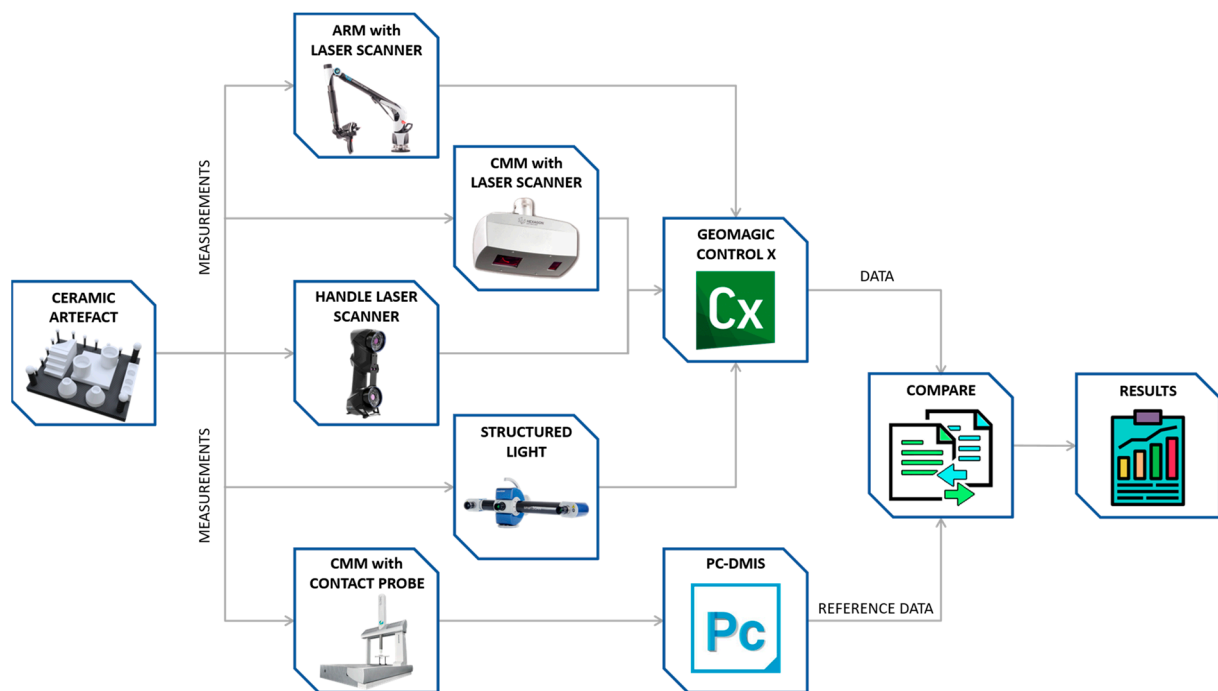 ARM with
LASER SCANNER
MEASUREMENTS
CMM with
LASER SCANNER
GEOMAGIC
CONTROL X
Cx
DATA
CERAMIC
ARTEFACT
HANDLE LASER
SCANNER
COMPARE
RESULTS
MEASUREMENTS
STRUCTURED
LIGHT
CMM with
CONTACT PROBE
PC-DMIS
Pc
REFERENCE DATA